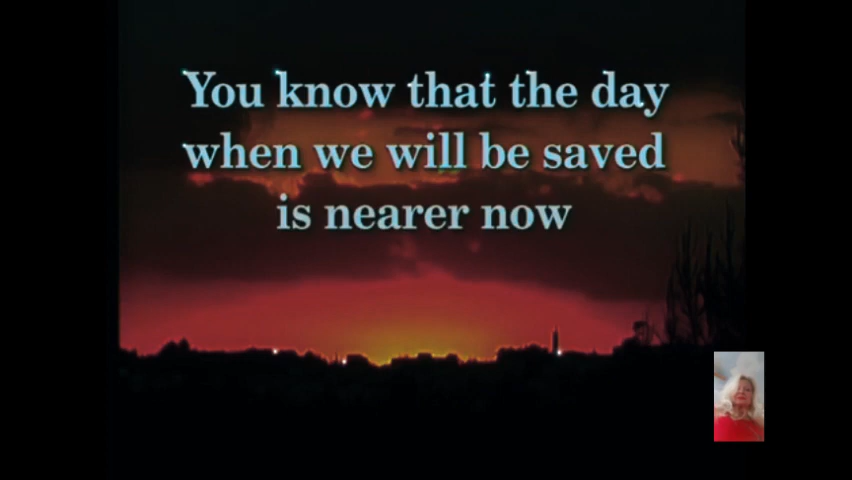 You know that the day
when we will be saved
is nearer now